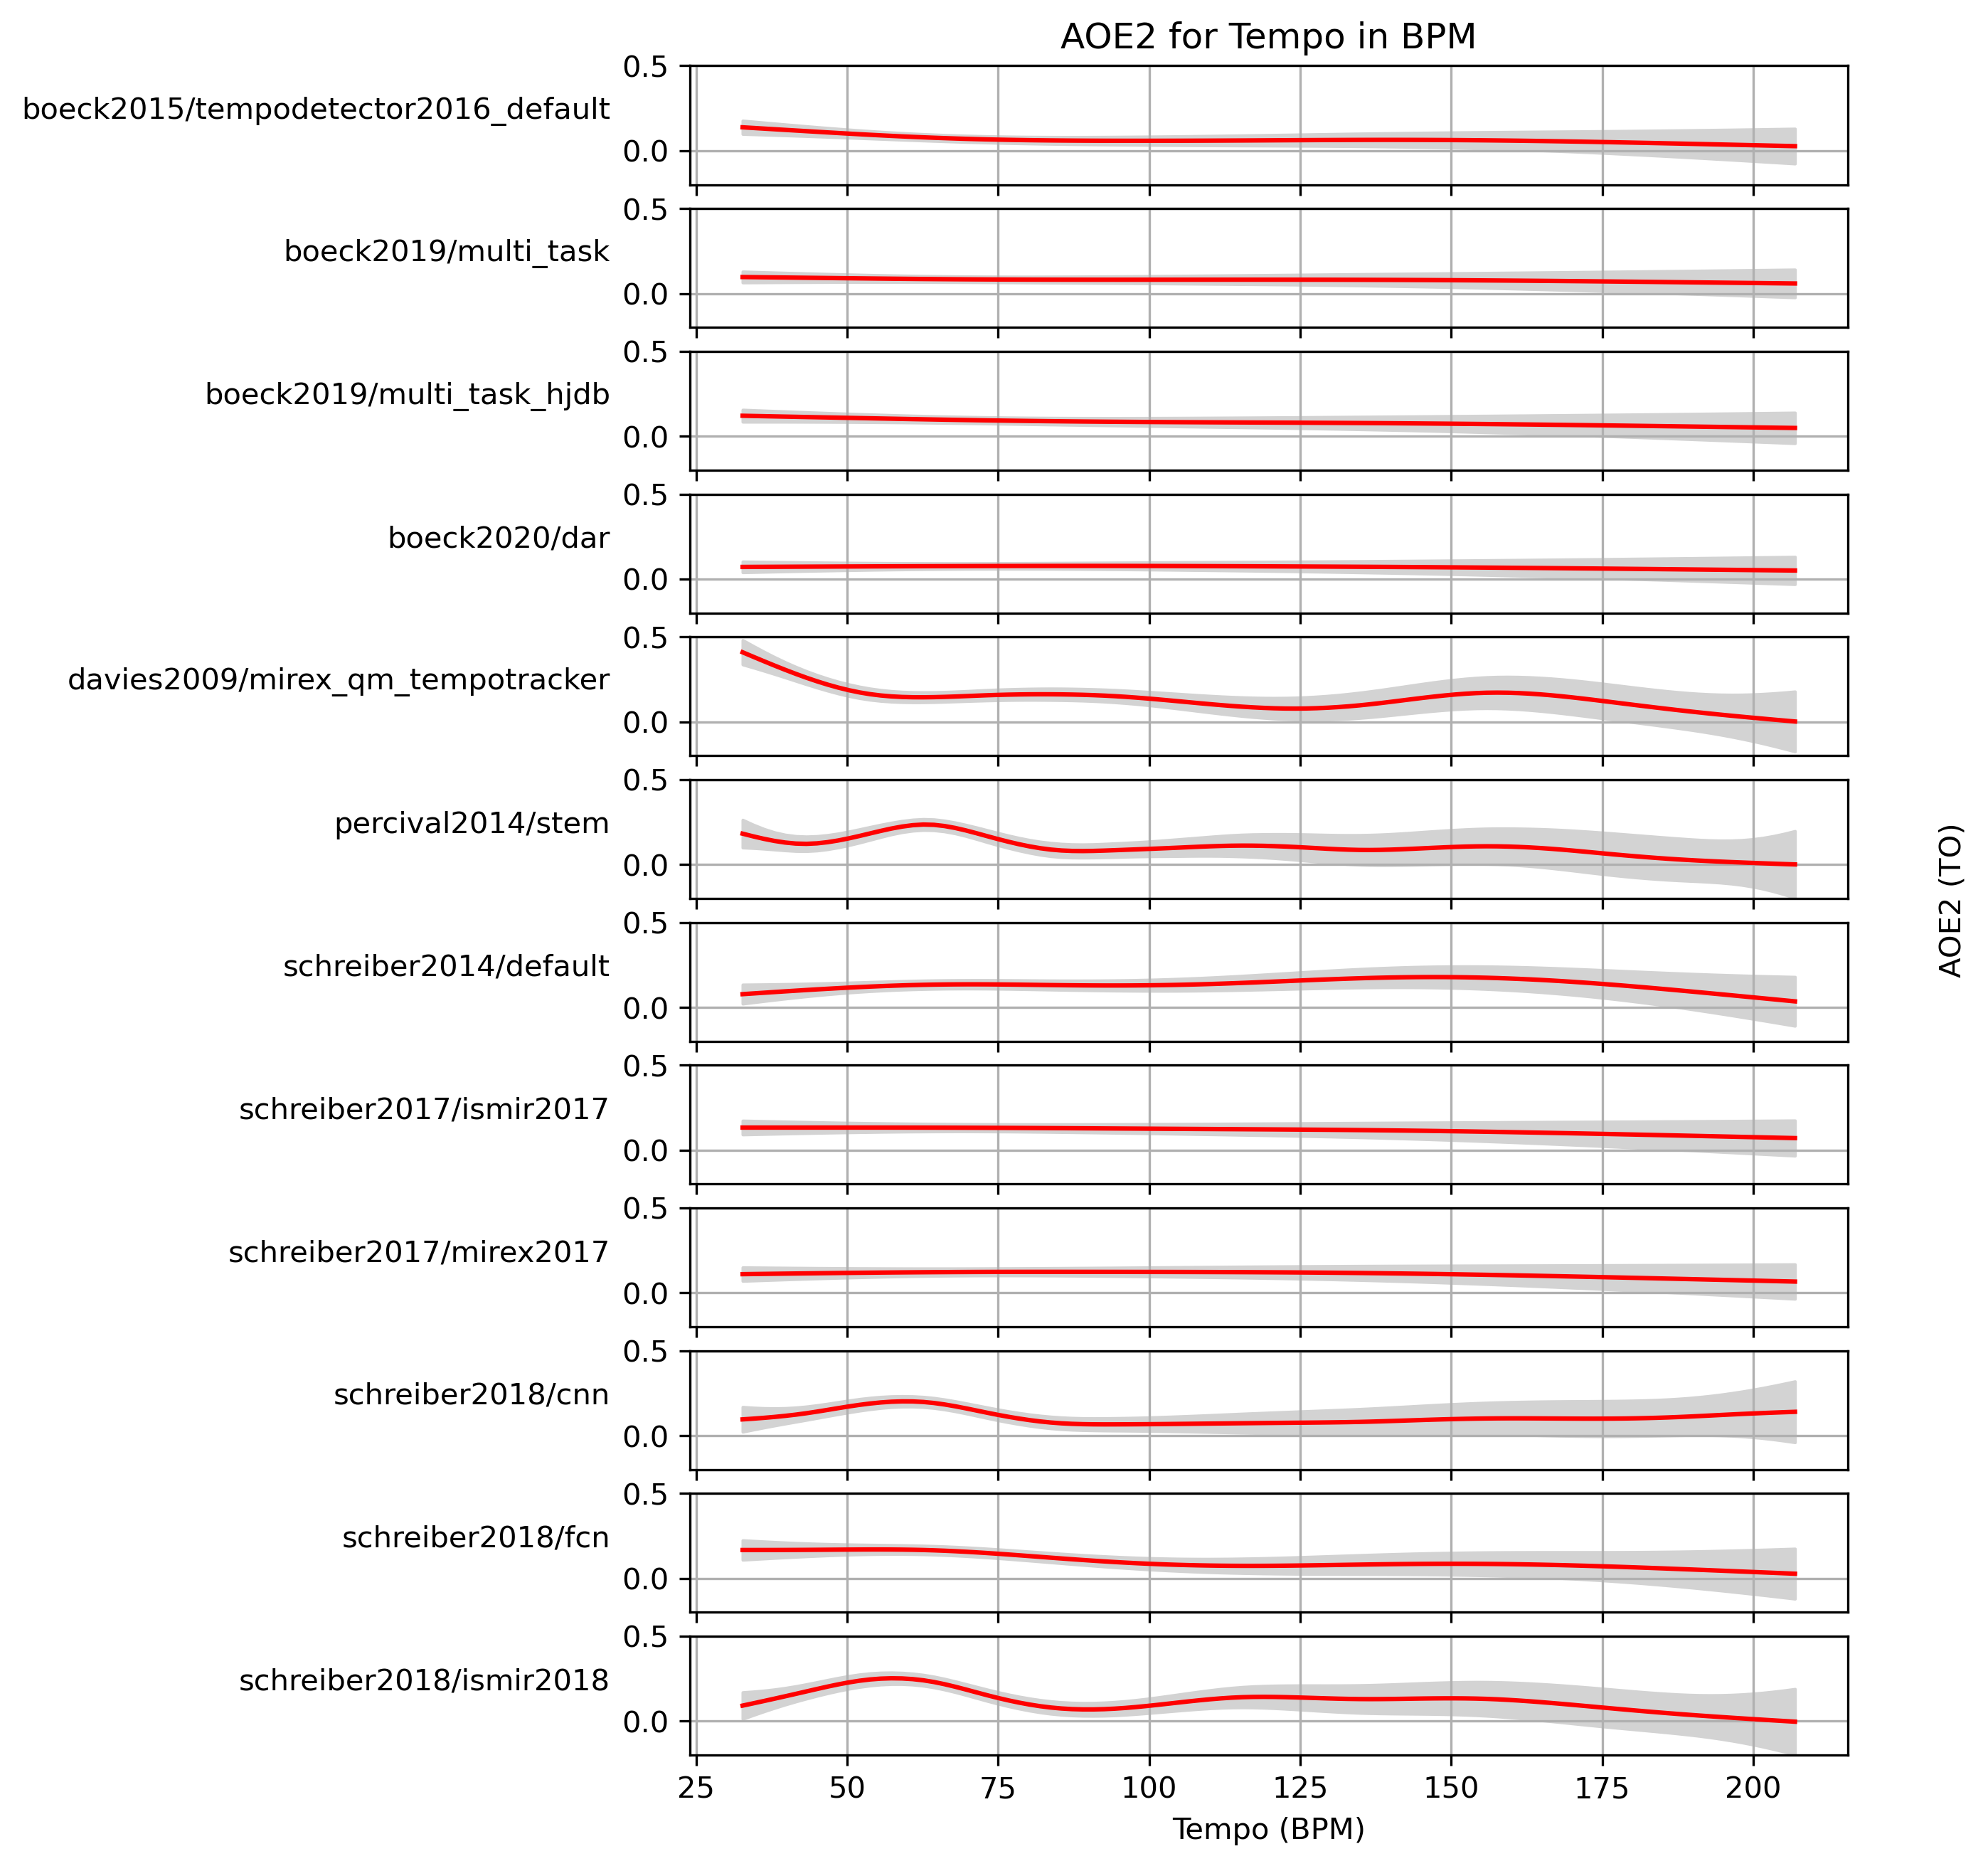 AOE2 for Tempo in BPM
0.5
boeck2015/tempodetector2016_default
0.0
0.5
boeck2019/multi_task
0.0
0.5
boeck2019/multi_task_hjdb
0.0
0.5
boeck2020/dar
0.0
0.5
davies2009/mirex_qm_tempotracker
0.0
0.5
percival2014/stem
0.0
AOE2 (TO)
0.5
schreiber2014/default
0.0
0.5
schreiber2017/ismir2017
0.0
0.5
schreiber2017/mirex2017
0.0
0.5
schreiber2018/cnn
0.0
0.5
schreiber2018/fcn
0.0
0.5
schreiber2018/ismir2018
0.0
25 50 75 100 125 150 175 200
Tempo (BPM)